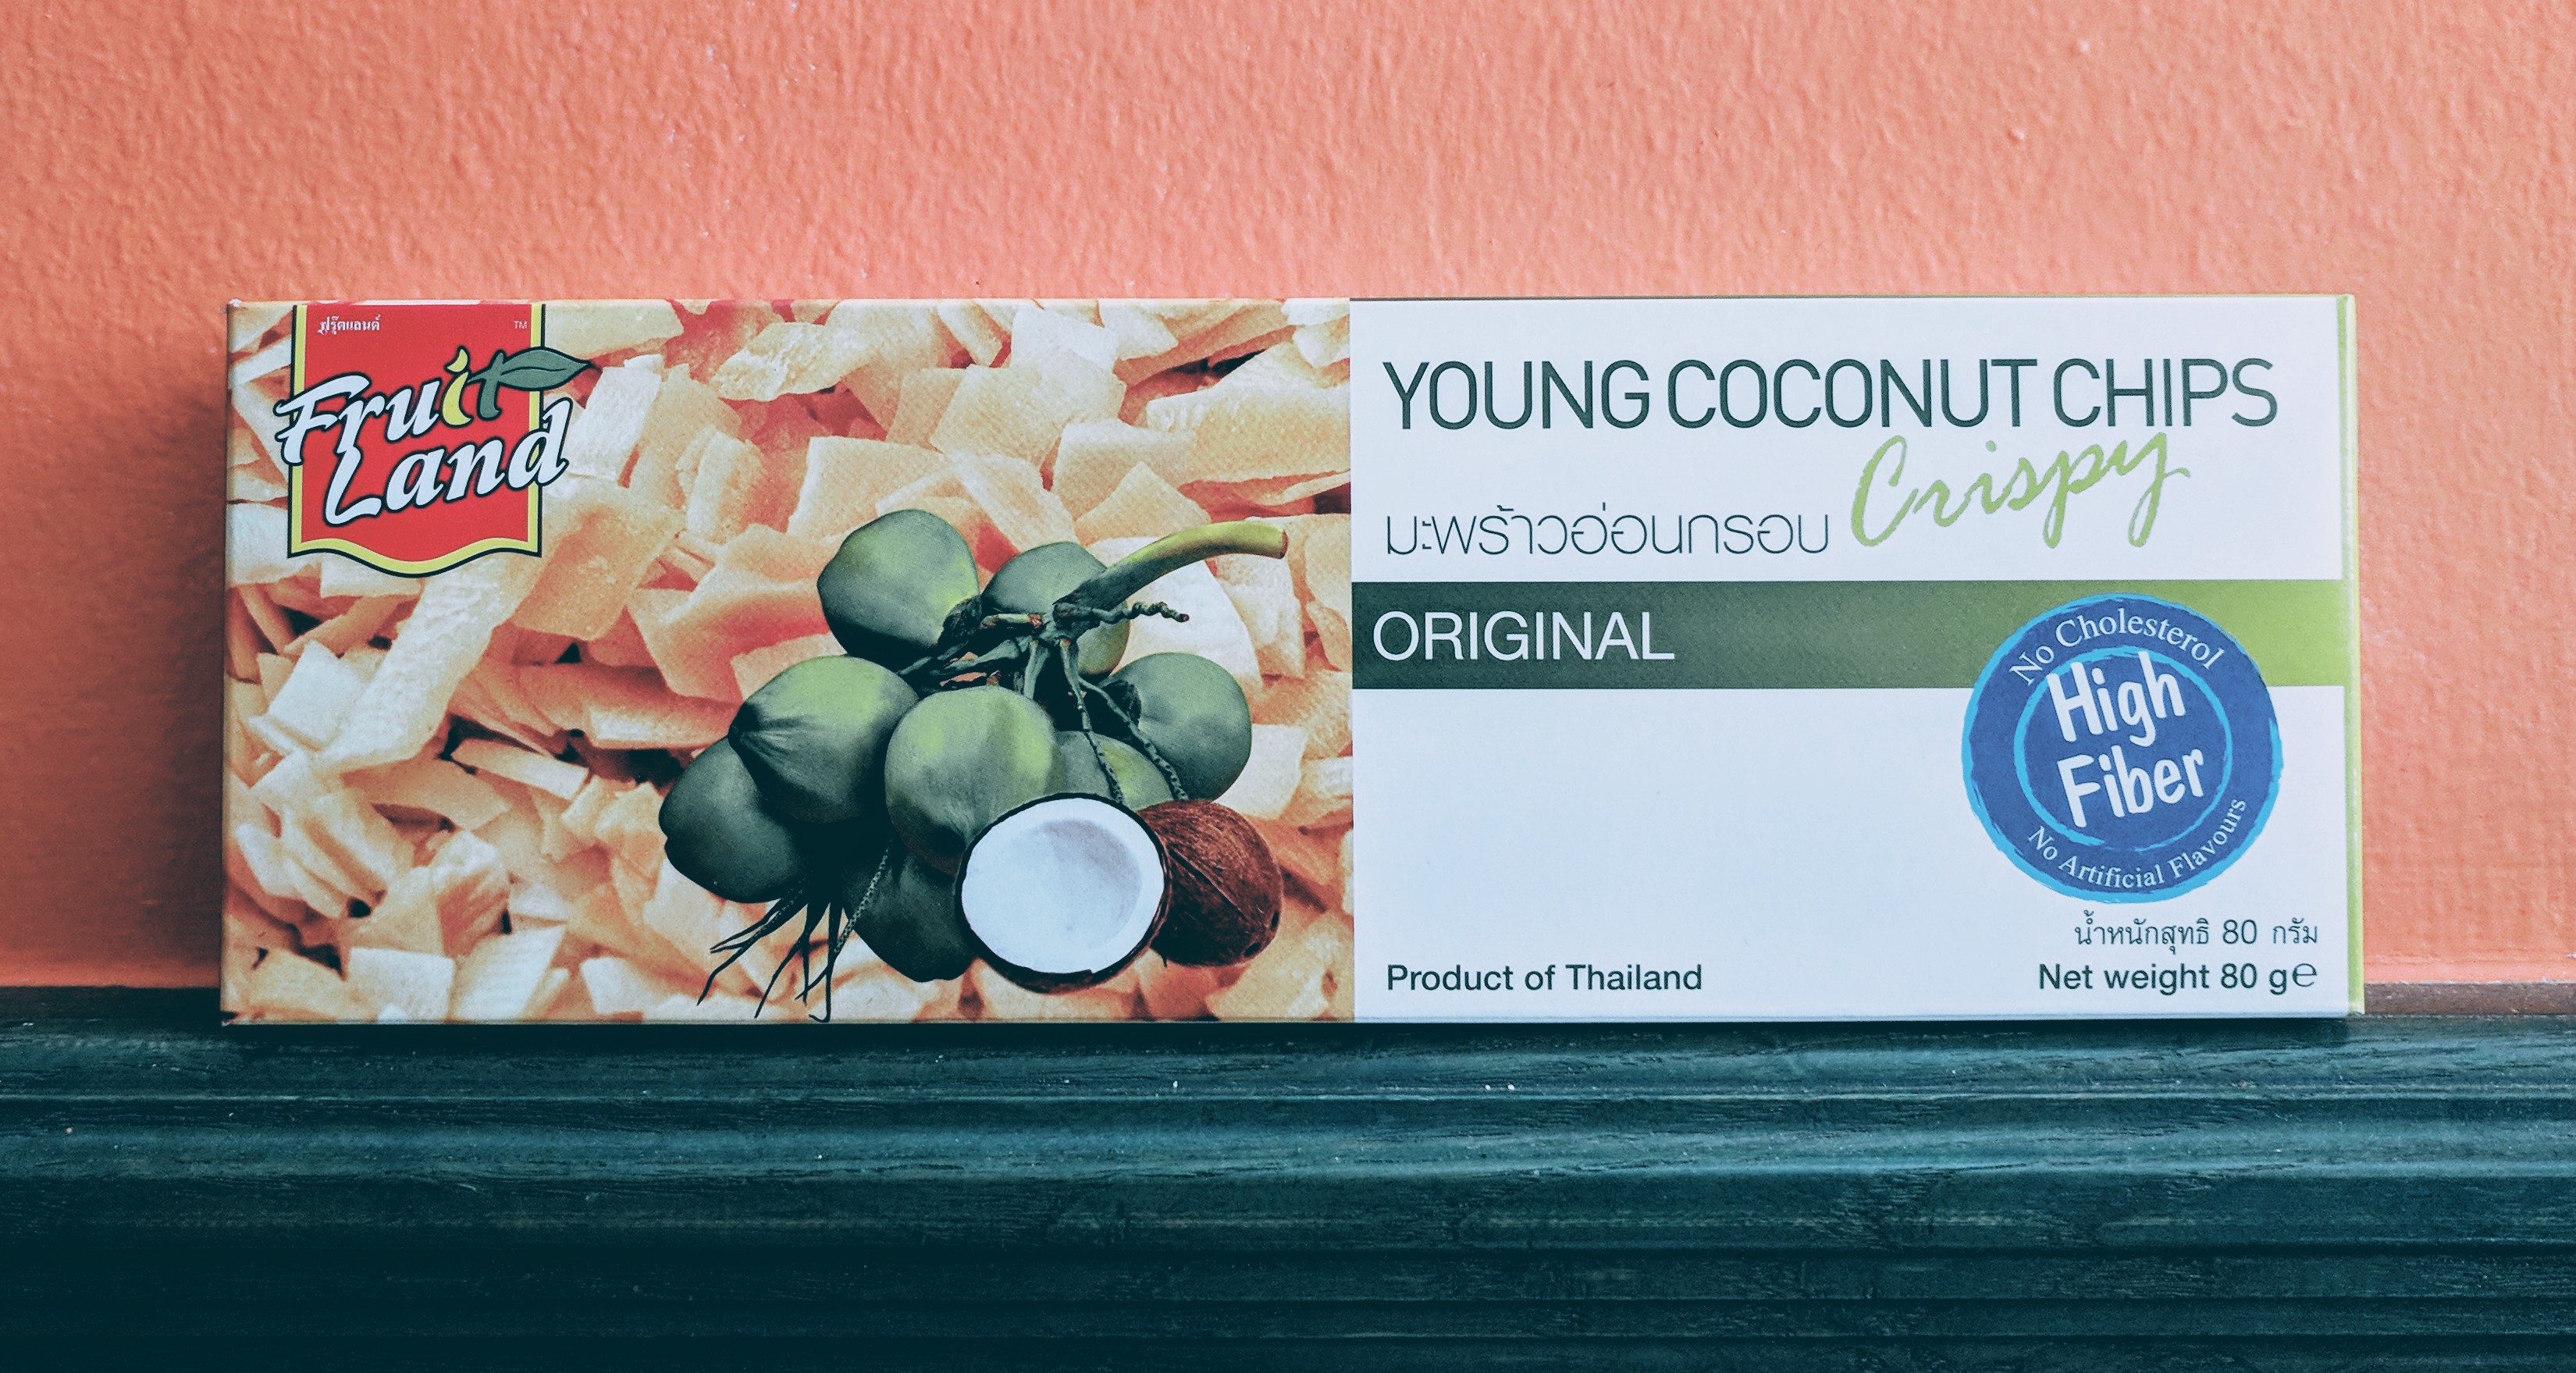 ฟรุ๊ตแลนด์ TM
Fruit
Land
YOUNG COCONUT CHIPS
Crispy
มะพร้าวอ่อนกรอบ
ORIGINAL
No Cholesterol
High
Fiber
No Artificial Flavours
น้ำหนักสุทธิ 80 กรัม
Product of Thailand
Net weight 80 g℮